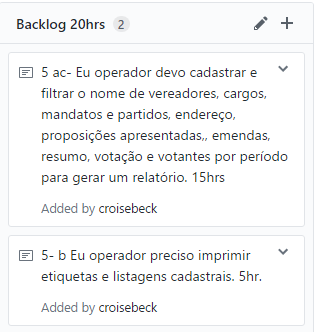 Backlog 20hrs 2
5 ac- Eu operador devo cadastrar e
filtrar o nome de vereadores, cargos,
mandatos e partidos, endereço,
proposições apresentadas,, emendas,
resumo, votação e votantes por período
para gerar um relatório. 15hrs
Added by croisebeck
5- b Eu operador preciso imprimir
etiquetas e listagens cadastrais. 5hr.
Added by croisebeck